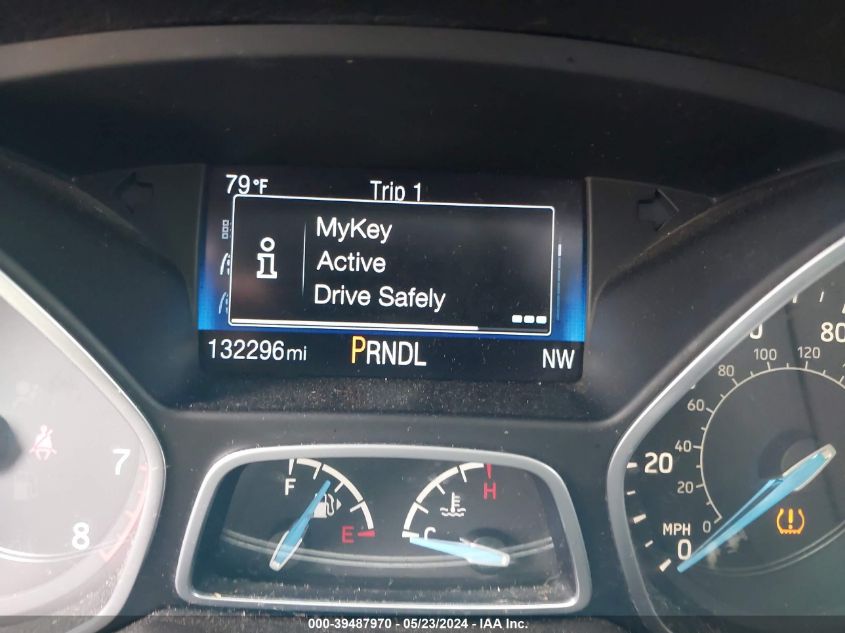 79°F
Trip 1
MyKey
Active
Drive Safely
132296mi PRNDL NW
7
8
F
E
H
C
80
100
120
80
60
40
20
0
20
MPH
0
000-39487970 - 05/23/2024 - IAA Inc.